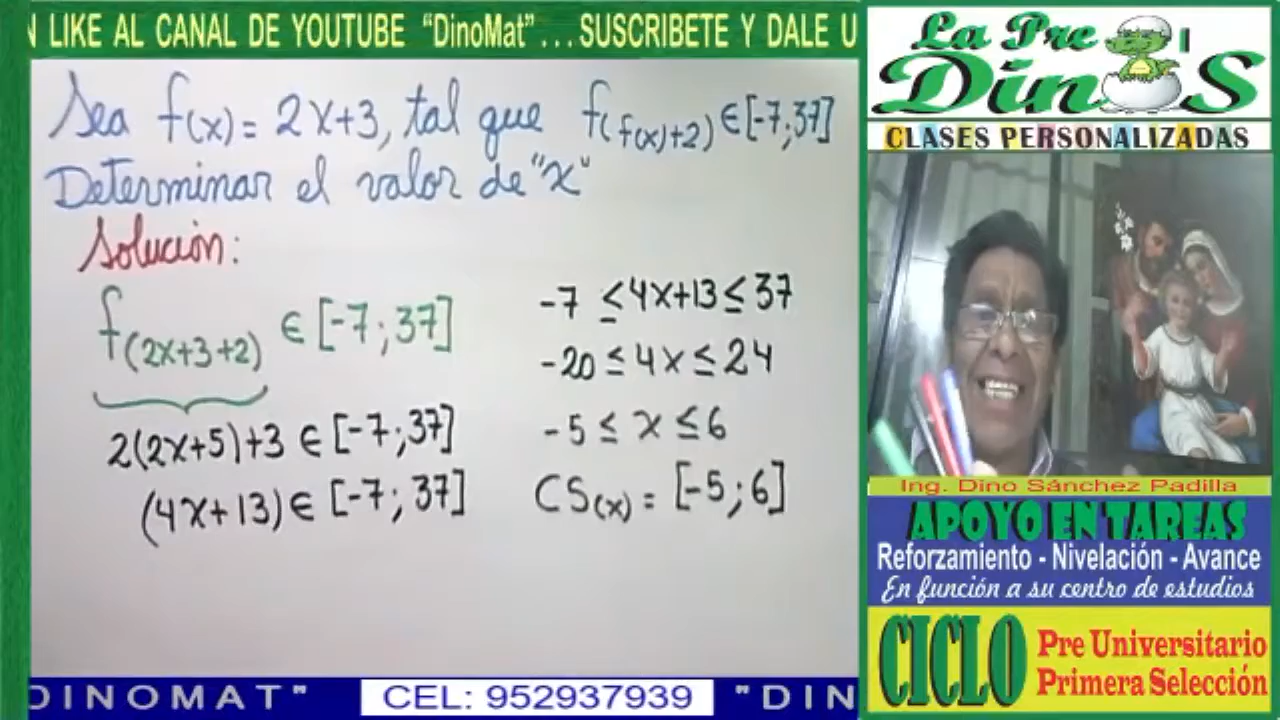 N LIKE AL CANAL DE YOUTUBE "DinoMat"... SUSCRIBETE Y DALE U
Sea f(x) = 2x+3, tal que f(f(x)+2) ∈ [-7;37]
Determinar el valor de "x"
Solución:
f(2x+3+2) ∈ [-7;37]
2(2x+5)+3 ∈ [-7;37]
(4x+13) ∈ [-7;37]
-7 ≤ 4x+13 ≤ 37
-20 ≤ 4x ≤ 24
-5 ≤ x ≤ 6
CS(x) = [-5;6]
La Pre
DinoS
CLASES PERSONALIZADAS
Ing. Dino Sánchez Padilla
APOYO EN TAREAS
Reforzamiento - Nivelación - Avance
En función a su centro de estudios
CICLO
Pre Universitario
Primera Selección
DINOMAT" CEL: 952937939 "DIN